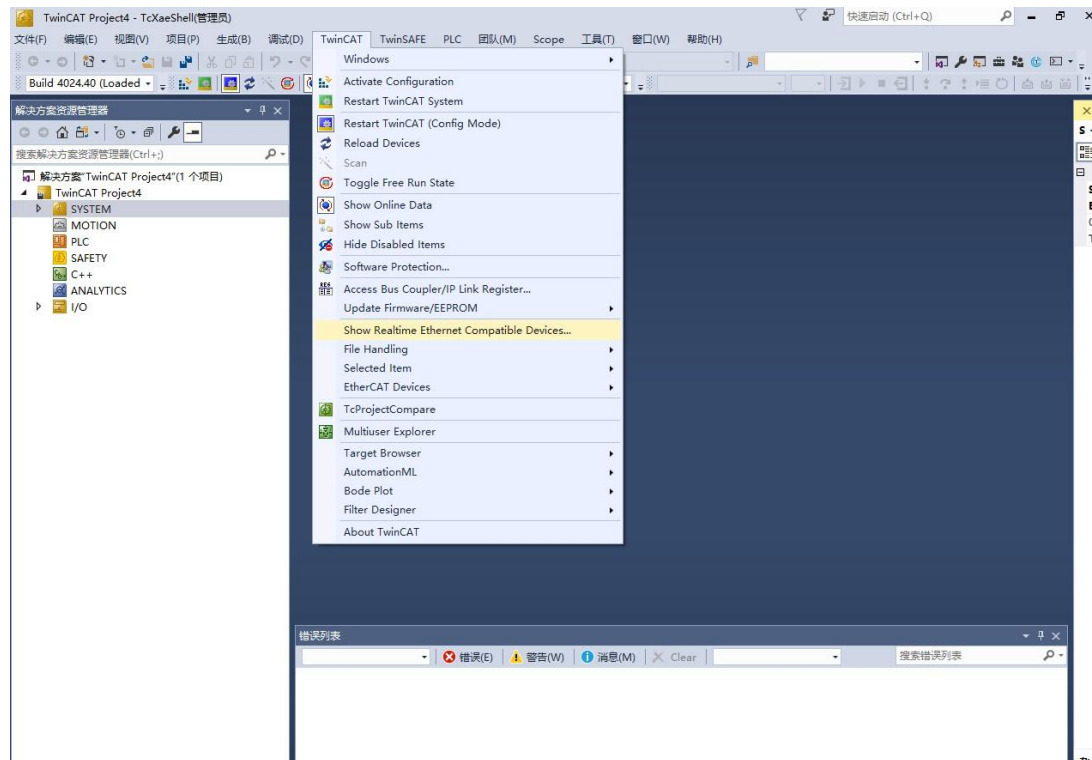 TwinCAT Project4 - TcXaeShell(管理员)
快速启动 (Ctrl+Q)
文件(F) 编辑(E) 视图(V) 项目(P) 生成(B) 调试(D) TwinCAT TwinSAFE PLC 团队(M) Scope 工具(T) 窗口(W) 帮助(H)
Build 4024.40 (Loaded
解决方案资源管理器
搜索解决方案资源管理器(Ctrl+;)
解决方案"TwinCAT Project4"(1 个项目)
TwinCAT Project4
SYSTEM
MOTION
PLC
SAFETY
C++
ANALYTICS
I/O
Windows
Activate Configuration
Restart TwinCAT System
Restart TwinCAT (Config Mode)
Reload Devices
Scan
Toggle Free Run State
Show Online Data
Show Sub Items
Hide Disabled Items
Software Protection...
Access Bus Coupler/IP Link Register...
Update Firmware/EEPROM
Show Realtime Ethernet Compatible Devices...
File Handling
Selected Item
EtherCAT Devices
TcProjectCompare
Multiuser Explorer
Target Browser
AutomationML
Bode Plot
Filter Designer
About TwinCAT
错误列表
错误(E) 警告(W) 消息(M) Clear
搜索错误列表